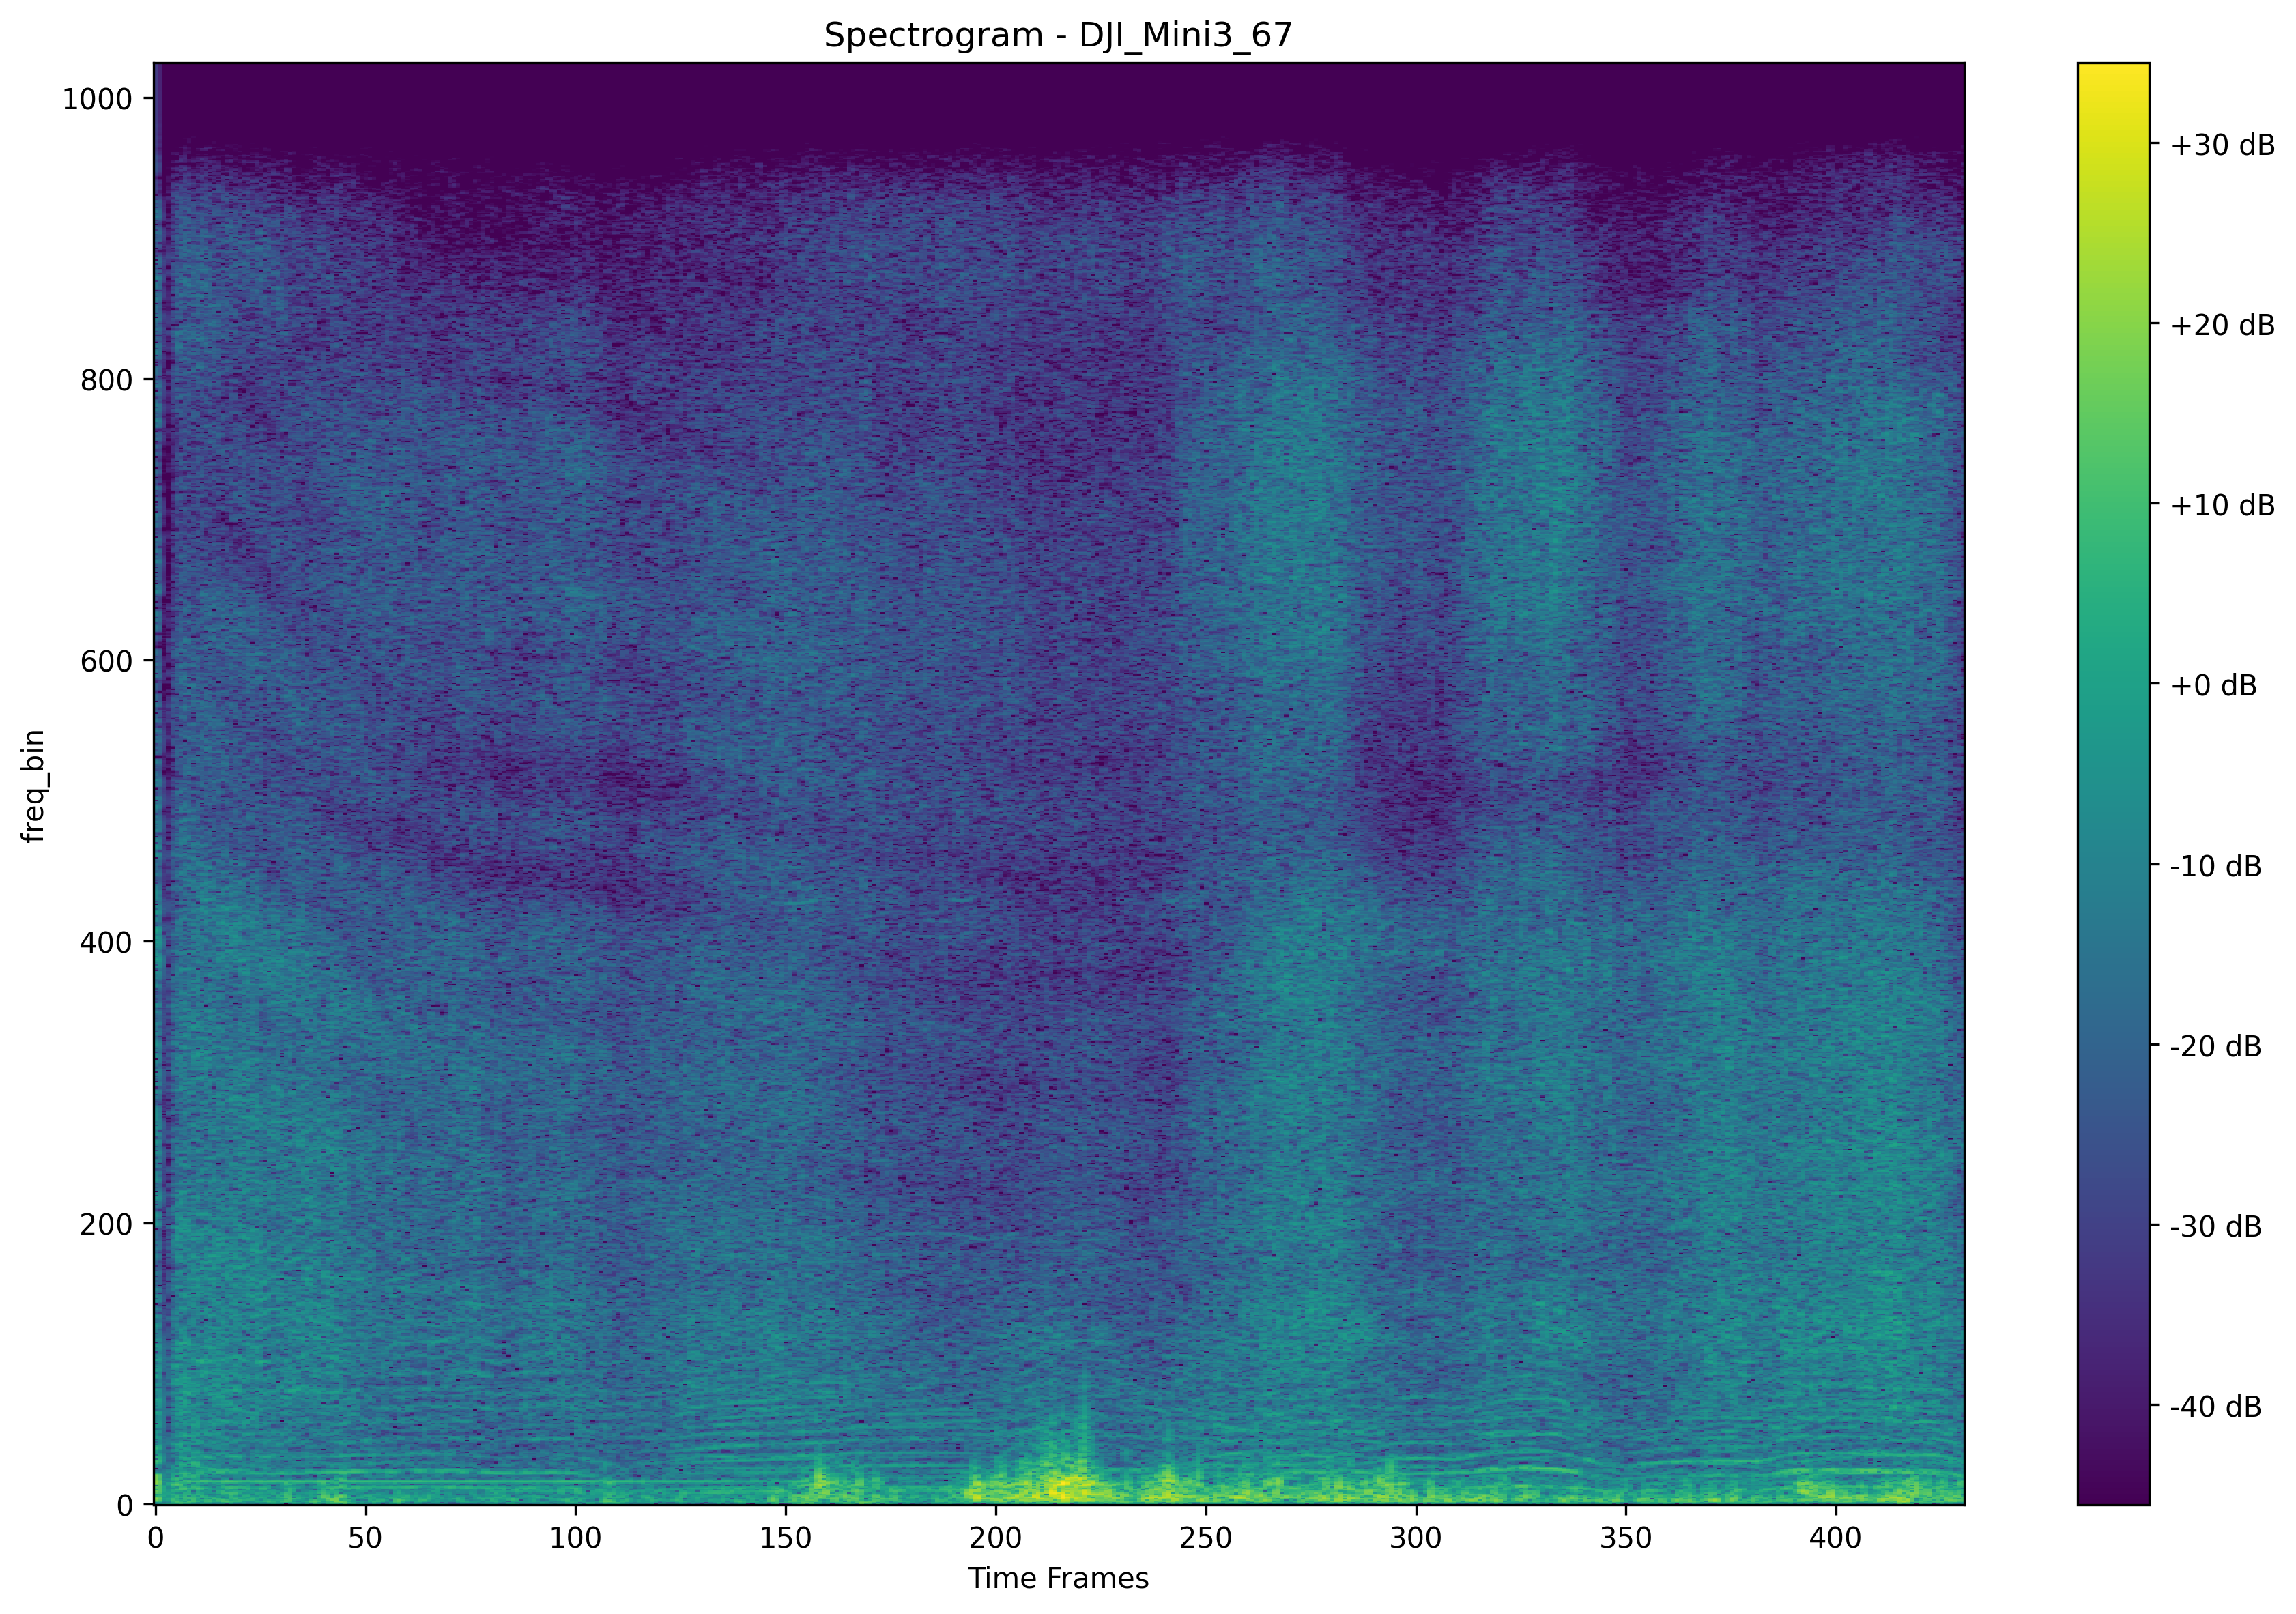 Spectrogram - DJI_Mini3_67
1000
800
600
400
200
0
freq_bin
0 50 100 150 200 250 300 350 400
Time Frames
+30 dB
+20 dB
+10 dB
+0 dB
-10 dB
-20 dB
-30 dB
-40 dB